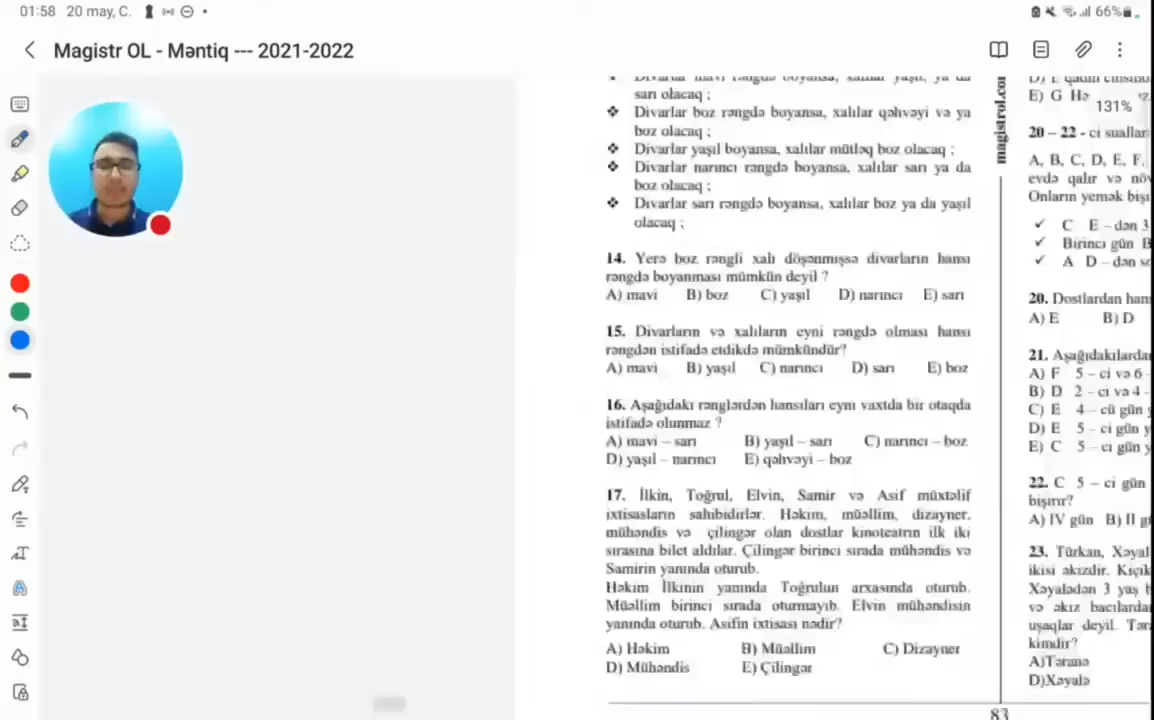 01:58 20 may, C.
66%
Magistr OL - Məntiq --- 2021-2022
131%
sarı olacaq ;
❖ Divarlar boz rəngdə boyansa, xalılar qəhvəyi və ya
boz olacaq ;
❖ Divarlar yaşıl boyansa, xalılar mütləq boz olacaq ;
❖ Divarlar narıncı rəngdə boyansa, xalılar sarı ya da
boz olacaq ;
❖ Divarlar sarı rəngdə boyansa, xalılar boz ya da yaşıl
olacaq ;
14. Yerə boz rəngli xalı döşənmişsə divarların hansı
rəngdə boyanması mümkün deyil ?
A) mavi B) boz C) yaşıl D) narıncı E) sarı
15. Divarların və xalıların eyni rəngdə olması hansı
rəngdən istifadə etdikdə mümkündür?
A) mavi B) yaşıl C) narıncı D) sarı E) boz
16. Aşağıdakı rənglərdən hansıları eyni vaxtda bir otaqda
istifadə olunmaz ?
A) mavi – sarı B) yaşıl – sarı C) narıncı – boz
D) yaşıl – narıncı E) qəhvəyi – boz
17. İlkin, Toğrul, Elvin, Samir və Asif müxtəlif
ixtisasların sahibidirlər. Həkim, müəllim, dizayner,
mühəndis və çilingər olan dostlar kinoteatrın ilk iki
sırasına bilet aldılar. Çilingər birinci sırada mühəndis və
Samirin yanında oturub.
Həkim İlkinin yanında Toğrulun arxasında oturub.
Müəllim birinci sırada oturmayıb. Elvin mühəndisin
yanında oturub. Asifin ixtisası nədir?
A) Həkim B) Müəllim C) Dizayner
D) Mühəndis E) Çilingər
83
magistrol.com
E) G Hə
20 – 22 - ci suallar
A, B, C, D, E, F,
evdə qalır və növ
Onların yemək bişi
✓ C E – dən 3
✓ Birinci gün B
✓ A D – dən so
20. Dostlardan han
A) E B) D
21. Aşağıdakılarda
A) F 5 – ci və 6 -
B) D 2 – ci və 4 -
C) E 4 – cü gün y
D) E 5 – ci gün y
E) C 5 – ci gün y
22. C 5 – ci gün
bişirir?
A) IV gün B) II g
23. Türkan, Xəyal
ikisi əkizdir. Kiçik
Xəyalədən 3 yaş b
və əkiz bacılarda
uşaqlar deyil. Tər
kimdir?
A)Təranə
D)Xəyalə